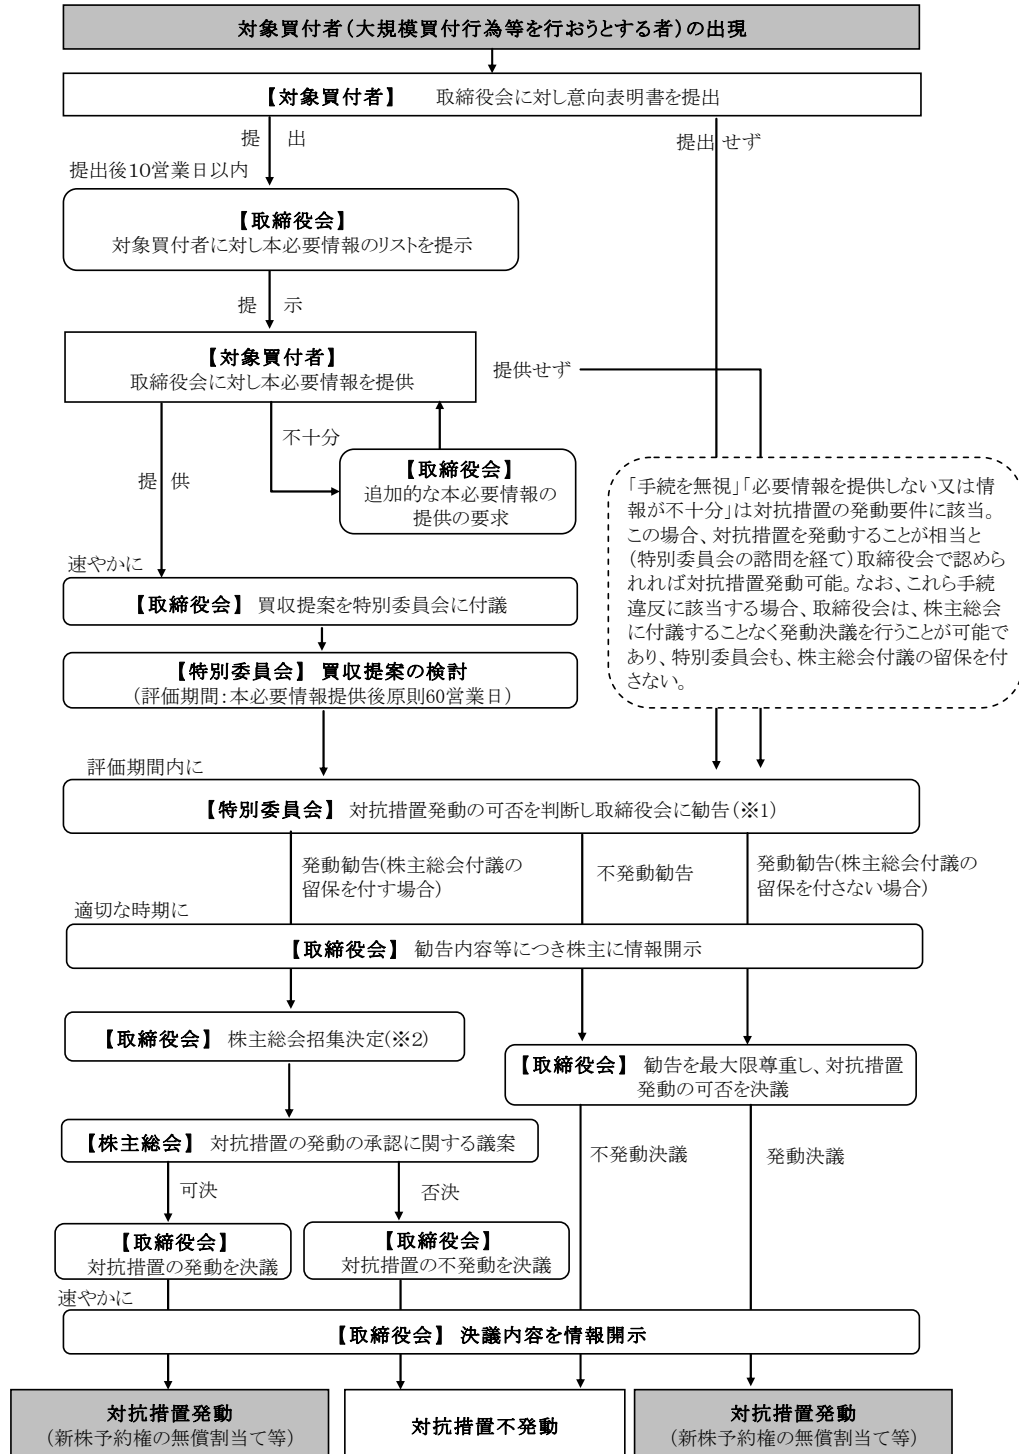 対象買付者（大規模買付行為等を行おうとする者）の出現
【対象買付者】　取締役会に対し意向表明書を提出
提　出
提出せず
提出後10営業日以内
【取締役会】
対象買付者に対し本必要情報のリストを提示
提　示
【対象買付者】
取締役会に対し本必要情報を提供
提供せず
不十分
【取締役会】
追加的な本必要情報の
提供の要求
提　供
「手続を無視」「必要情報を提供しない又は情
報が不十分」は対抗措置の発動要件に該当。
この場合、対抗措置を発動することが相当と
（特別委員会の諮問を経て）取締役会で認めら
れれば対抗措置発動可能。なお、これら手続
違反に該当する場合、取締役会は、株主総会
に付議することなく発動決議を行うことが可能で
あり、特別委員会も、株主総会付議の留保を付
さない。
速やかに
【取締役会】 買収提案を特別委員会に付議
【特別委員会】 買収提案の検討
（評価期間：本必要情報提供後原則60営業日）
評価期間内に
【特別委員会】 対抗措置発動の可否を判断し取締役会に勧告（※1）
発動勧告(株主総会付議の
留保を付す場合）
不発動勧告
発動勧告（株主総会付議の
留保を付さない場合）
適切な時期に
【取締役会】 勧告内容等につき株主に情報開示
【取締役会】 株主総会招集決定(※2)
【取締役会】 勧告を最大限尊重し、対抗措置
発動の可否を決議
【株主総会】 対抗措置の発動の承認に関する議案
不発動決議
発動決議
可決
否決
【取締役会】
対抗措置の発動を決議
【取締役会】
対抗措置の不発動を決議
速やかに
【取締役会】 決議内容を情報開示
対抗措置発動
（新株予約権の無償割当て等）
対抗措置不発動
対抗措置発動
（新株予約権の無償割当て等）